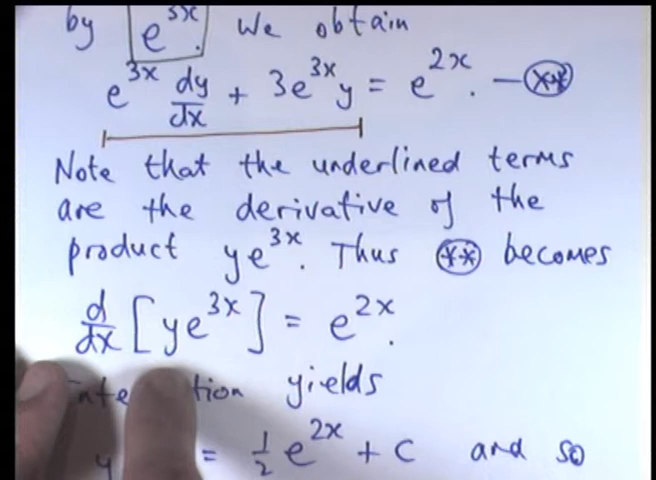 by e^{3x}. We obtain
e^{3x} dy/dx + 3e^{3x}y = e^{2x}. — (**)
Note that the underlined terms
are the derivative of the
product ye^{3x}. Thus (**) becomes
d/dx [ye^{3x}] = e^{2x}.
yields
= 1/2 e^{2x} + C and so